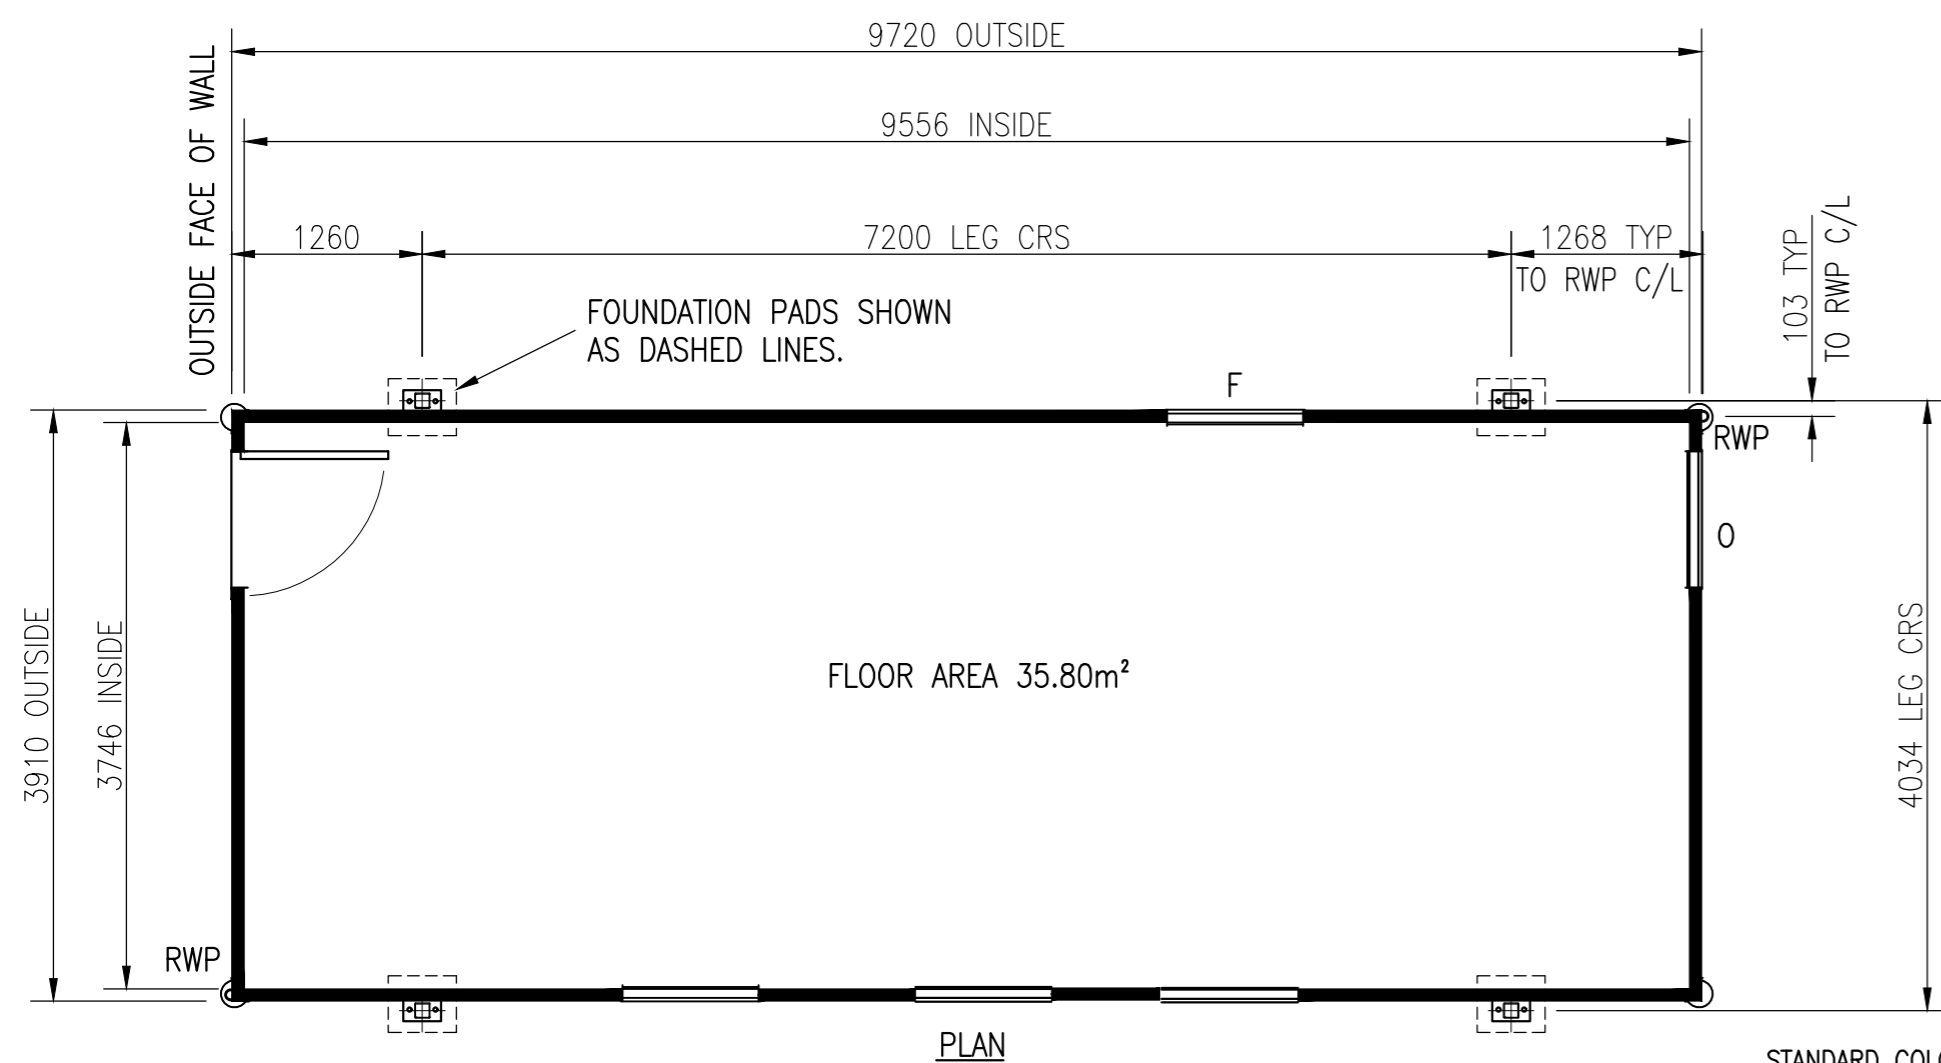 9720 OUTSIDE
OUTSIDE FACE OF WALL
9556 INSIDE
1260
7200 LEG CRS
1268 TYP
TO RWP C/L
103 TYP
TO RWP C/L
FOUNDATION PADS SHOWN
AS DASHED LINES.
F
RWP
O
3910 OUTSIDE
3746 INSIDE
FLOOR AREA 35.80m²
4034 LEG CRS
RWP
PLAN
STANDARD